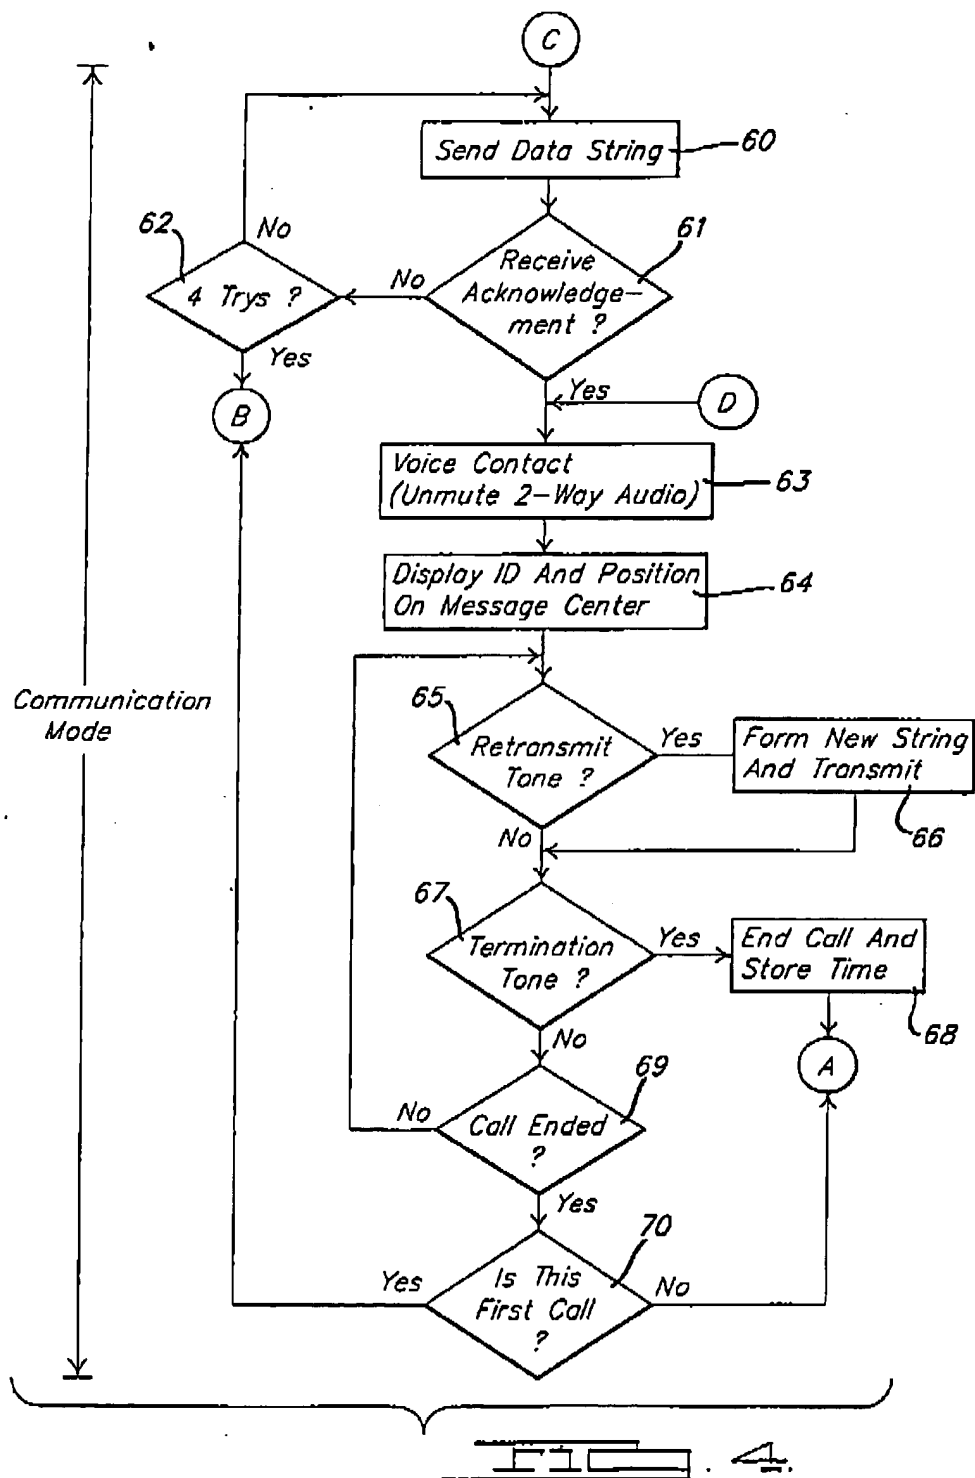 C
Send Data String
60
62
No
61
4 Trys ?
No
Receive
Acknowledge-
ment ?
Yes
Yes
B
D
Voice Contact
(Unmute 2-Way Audio)
63
Display ID And Position
On Message Center
64
Communication
Mode
65
Retransmit
Tone ?
Yes
Form New String
And Transmit
66
No
67
Termination
Tone ?
Yes
End Call And
Store Time
68
No
A
69
No
Call Ended
?
Yes
70
Yes
Is This
First Call
?
No
4.